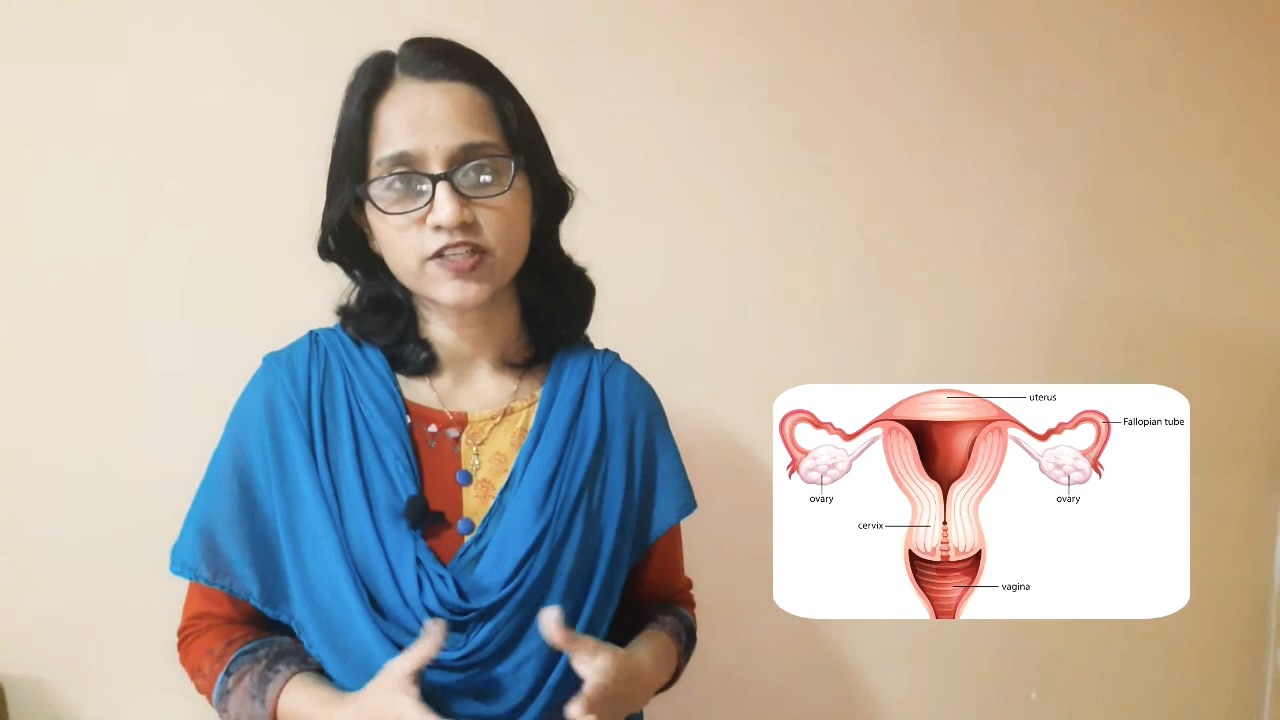 uterus
Fallopian tube
ovary
ovary
cervix
vagina